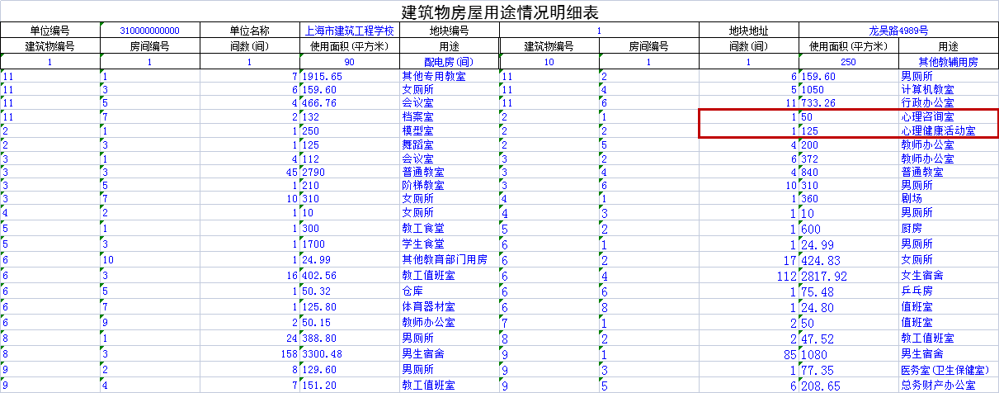 建筑物房屋用途情况明细表
单位编号 310000000000 单位名称 上海市建筑工程学校 地块编号 1 地块地址 龙吴路4989号
建筑物编号 房间编号 间数(间) 使用面积(平方米) 用途 建筑物编号 房间编号 间数(间) 使用面积(平方米) 用途
1 1 1 90 配电房(间) 10 1 1 250 其他教辅用房
11 1 7 1915.65 其他专用教室 11 2 6 159.60 男厕所
11 3 6 159.60 女厕所 11 4 5 1050 计算机教室
11 5 4 466.76 会议室 11 6 11 733.26 行政办公室
11 7 2 132 档案室 2 1 1 50 心理咨询室
2 1 1 250 模型室 2 2 1 125 心理健康活动室
2 3 1 125 舞蹈室 2 5 4 200 教师办公室
3 1 4 112 会议室 3 2 6 372 教师办公室
3 3 45 2790 普通教室 3 4 4 840 普通教室
3 5 1 210 阶梯教室 3 6 10 310 男厕所
3 7 10 310 女厕所 4 1 1 360 剧场
4 2 1 10 女厕所 4 3 1 10 男厕所
5 1 1 300 教工食堂 5 2 1 600 厨房
5 3 1 1700 学生食堂 6 1 1 24.99 男厕所
6 10 1 24.99 其他教育部门用房 6 2 17 424.83 女厕所
6 3 16 402.56 教工值班室 6 4 112 2817.92 女生宿舍
6 5 1 50.32 仓库 6 6 1 75.48 乒乓房
6 7 1 125.80 体育器材室 6 8 1 24.80 值班室
6 9 2 50.15 教师办公室 7 1 2 50 值班室
8 1 24 388.80 男厕所 8 2 2 47.52 教工值班室
8 3 158 3300.48 男生宿舍 9 1 85 1080 男生宿舍
9 2 8 129.60 男厕所 9 3 1 77.35 医务室(卫生保健室)
9 4 7 151.20 教工值班室 9 5 6 208.65 总务财产办公室